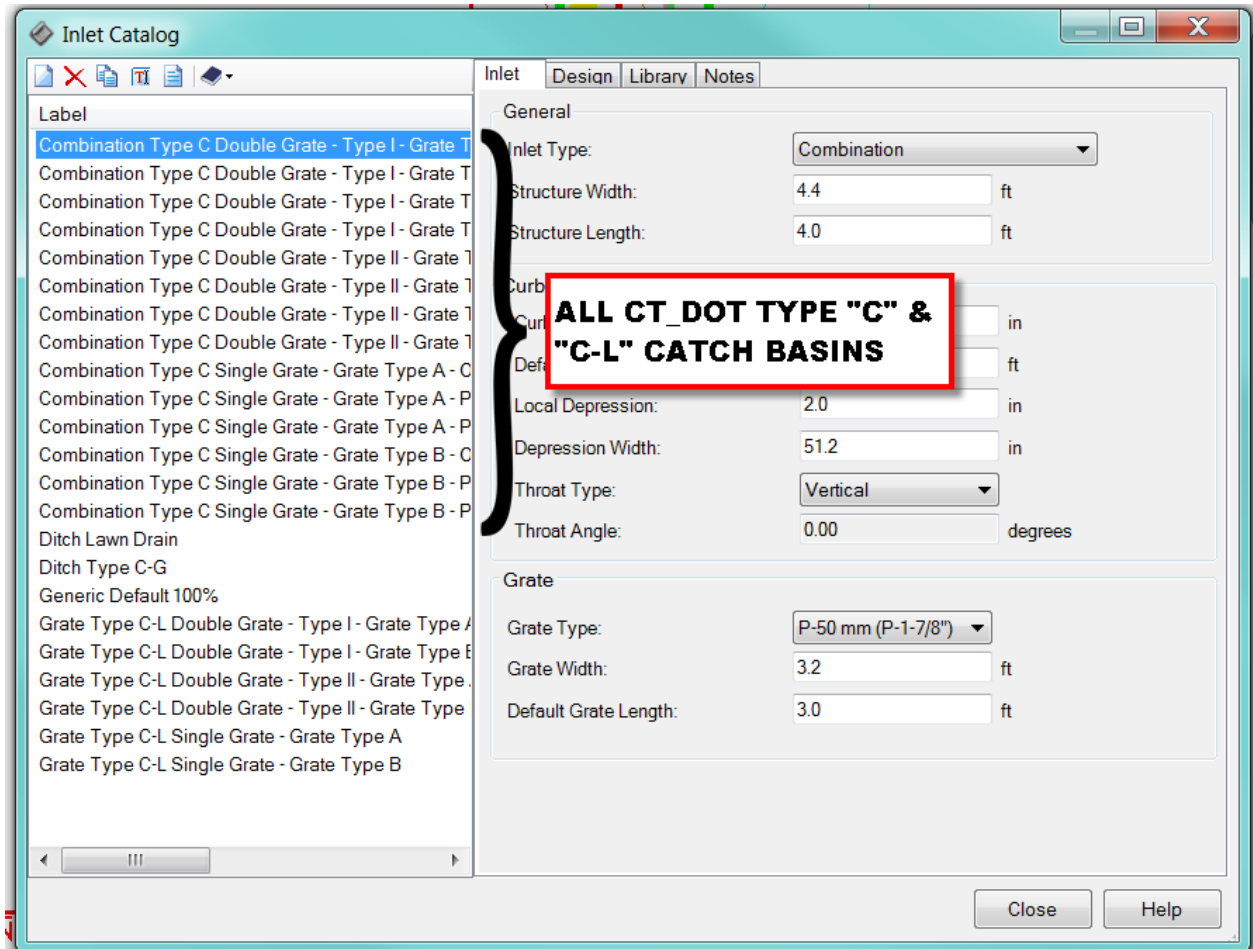 Inlet Catalog
Label
Combination Type C Double Grate - Type I - Grate T
Combination Type C Double Grate - Type I - Grate T
Combination Type C Double Grate - Type I - Grate T
Combination Type C Double Grate - Type I - Grate T
Combination Type C Double Grate - Type II - Grate
Combination Type C Double Grate - Type II - Grate
Combination Type C Double Grate - Type II - Grate
Combination Type C Double Grate - Type II - Grate
Combination Type C Single Grate - Grate Type A - C
Combination Type C Single Grate - Grate Type A - P
Combination Type C Single Grate - Grate Type A - P
Combination Type C Single Grate - Grate Type B - C
Combination Type C Single Grate - Grate Type B - P
Combination Type C Single Grate - Grate Type B - P
Ditch Lawn Drain
Ditch Type C-G
Generic Default 100%
Grate Type C-L Double Grate - Type I - Grate Type
Grate Type C-L Double Grate - Type I - Grate Type
Grate Type C-L Double Grate - Type II - Grate Type
Grate Type C-L Double Grate - Type II - Grate Type
Grate Type C-L Single Grate - Grate Type A
Grate Type C-L Single Grate - Grate Type B
Inlet Design Library Notes
General
Inlet Type: Combination
Structure Width: 4.4 ft
Structure Length: 4.0 ft
ALL CT_DOT TYPE "C" &
"C-L" CATCH BASINS
Curb
Cur in
Defa ft
Local Depression: 2.0 in
Depression Width: 51.2 in
Throat Type: Vertical
Throat Angle: 0.00 degrees
Grate
Grate Type: P-50 mm (P-1-7/8")
Grate Width: 3.2 ft
Default Grate Length: 3.0 ft
Close Help